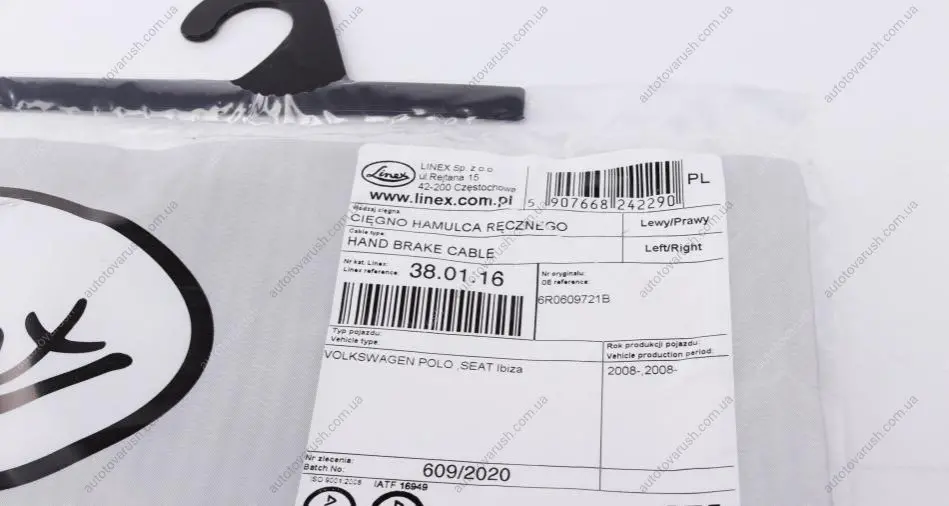 Linex
LINEX Sp. z o.o
ul.Rejtana 15
42-200 Częstochowa
www.linex.com.pl
5 907668 242290
PL
Rodzaj cięgna
CIĘGNO HAMULCA RĘCZNEGO
Lewy/Prawy
Cable type:
HAND BRAKE CABLE
Left/Right
Nr kat. Linex:
Linex reference:
38.01.16
Nr oryginału:
OE reference:
6R0609721B
Typ pojazdu:
Vehicle type:
VOLKSWAGEN POLO ,SEAT Ibiza
Rok produkcji pojazdu
Vehicle production period:
2008-,2008-
Nr zlecenia:
Batch No:
609/2020
ISO 9001:2008 IATF 16949
autotovarush.com.ua